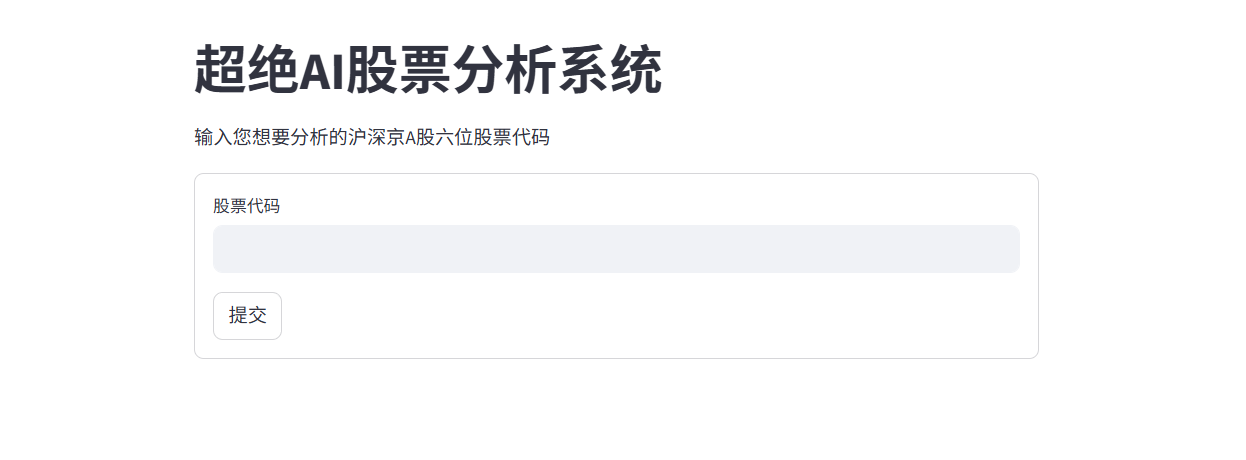 超绝AI股票分析系统
输入您想要分析的沪深京A股六位股票代码
股票代码
提交